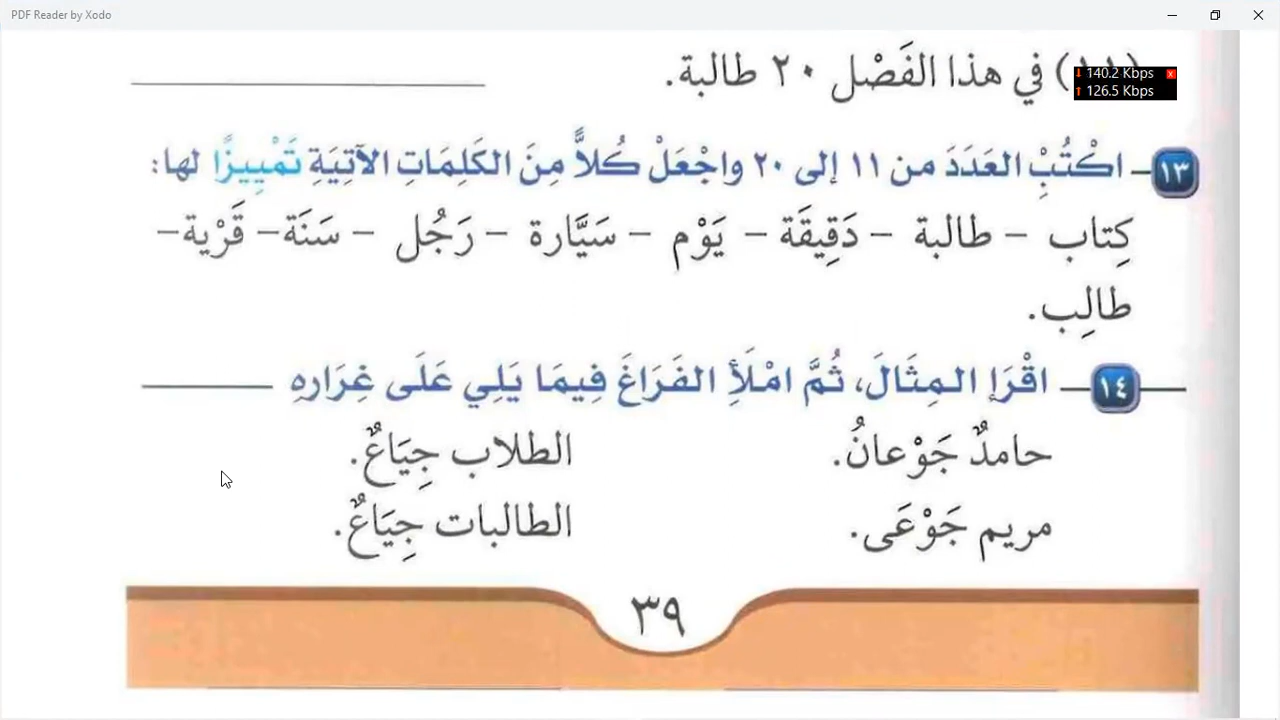 PDF Reader by Xodo
) في هذا الفَصْل ٢٠ طالبة.
↓ 140.2 Kbps x
↑ 126.5 Kbps
١٣ – اكْتُبْ العَدَدَ من ١١ إلى ٢٠ واجْعَلْ كُلاًّ مِنَ الكَلِمَاتِ الآتِيَةِ تَمْيِيزًا لها:
كِتاب – طالبة – دَقِيقَة – يَوْم – سَيَّارة – رَجُل – سَنَة – قَرْية –
طالِب.
١٤ – اقْرَإِ المِثَالَ، ثُمَّ امْلَأِ الفَرَاغَ فِيمَا يَلِي عَلَى غِرَارِهِ
حامدٌ جَوْعانُ. الطلاب جِيَاعٌ.
مريم جَوْعَى. الطالبات جِيَاعٌ.
٣٩